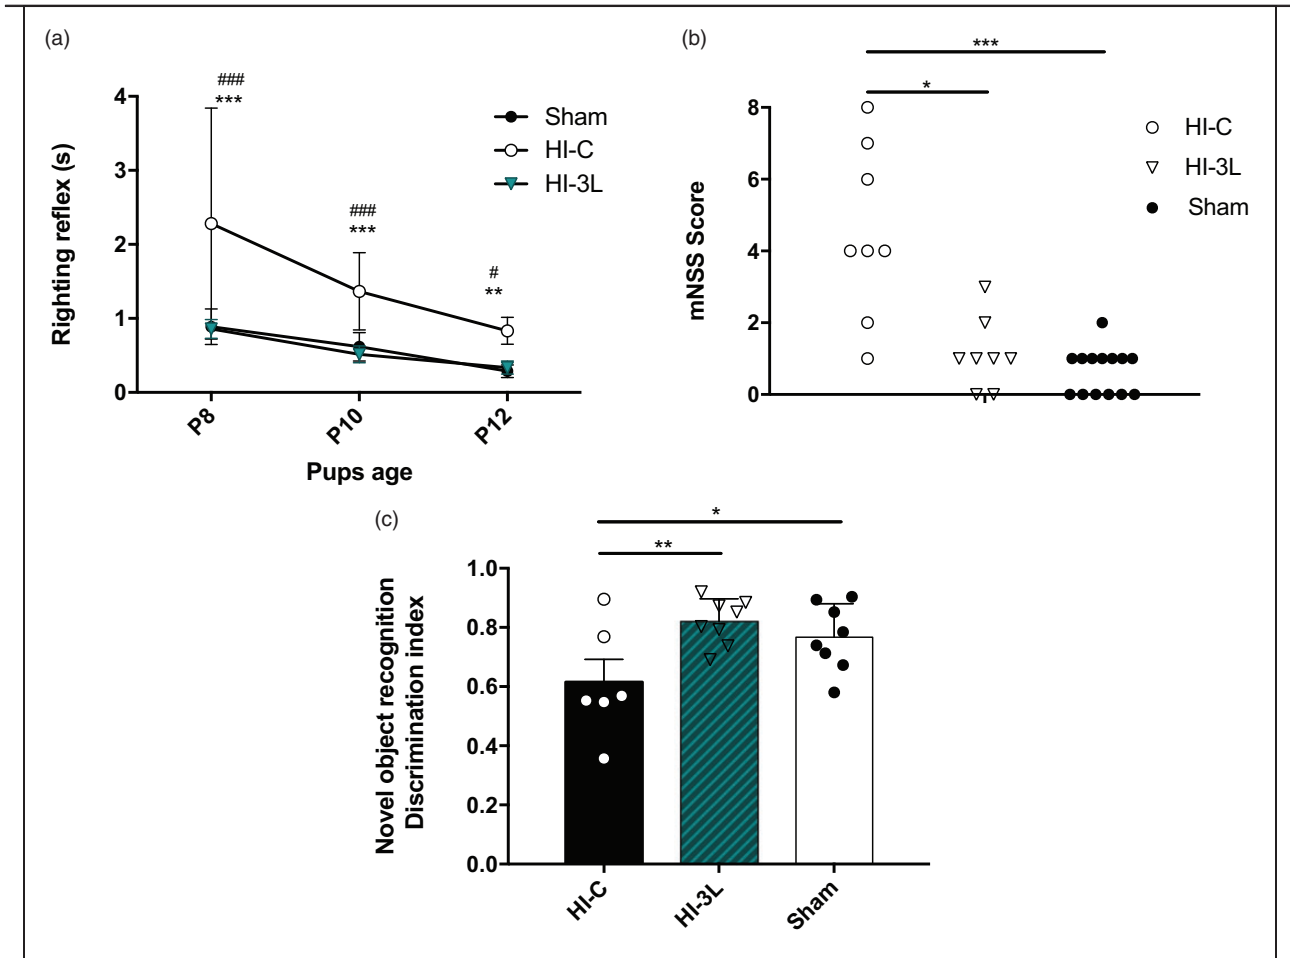 (a)
###
***
###
***
#
**
Sham
HI-C
HI-3L
4
3
2
1
0
Righting reflex (s)
P8
P10
P12
Pups age
(b)
***
*
8
6
4
2
0
mNSS Score
HI-C
HI-3L
Sham
(c)
*
**
1.0
0.8
0.6
0.4
0.2
0.0
Novel object recognition
Discrimination index
HI-C
HI-3L
Sham